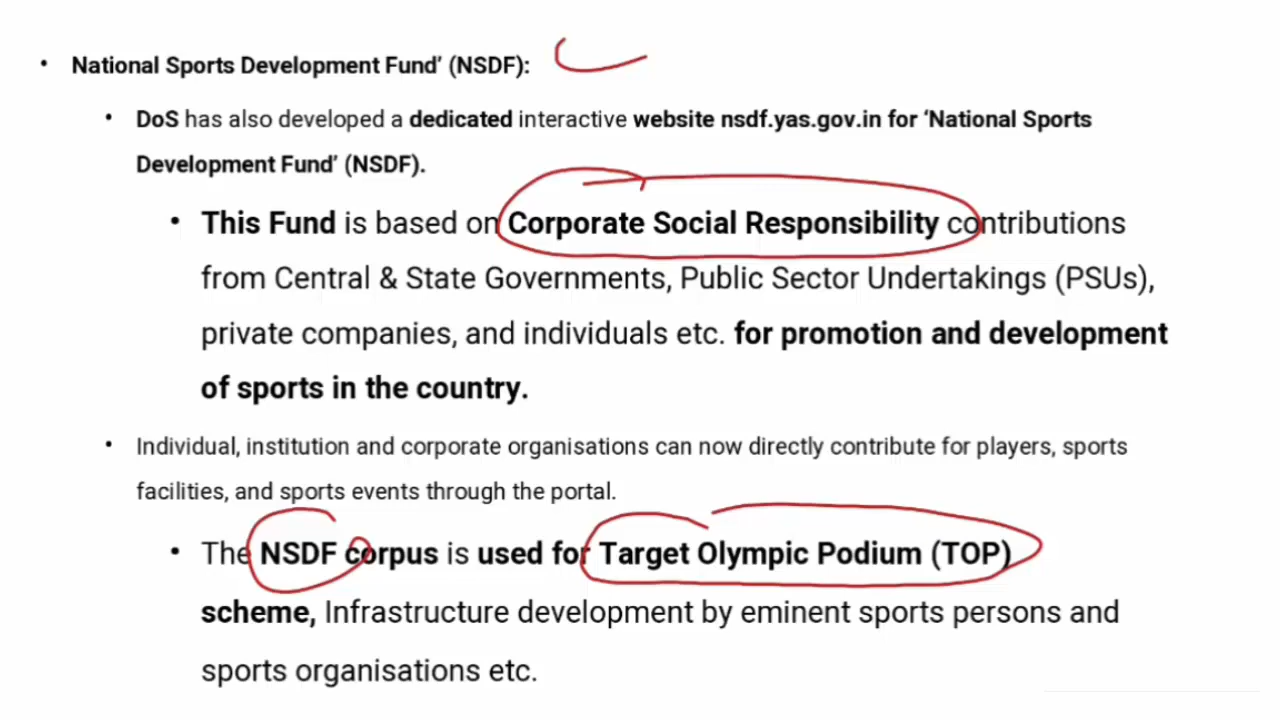 • National Sports Development Fund’ (NSDF):
• DoS has also developed a dedicated interactive website nsdf.yas.gov.in for ‘National Sports
Development Fund’ (NSDF).
• This Fund is based on Corporate Social Responsibility contributions
from Central & State Governments, Public Sector Undertakings (PSUs),
private companies, and individuals etc. for promotion and development
of sports in the country.
• Individual, institution and corporate organisations can now directly contribute for players, sports
facilities, and sports events through the portal.
• The NSDF corpus is used for Target Olympic Podium (TOP)
scheme, Infrastructure development by eminent sports persons and
sports organisations etc.